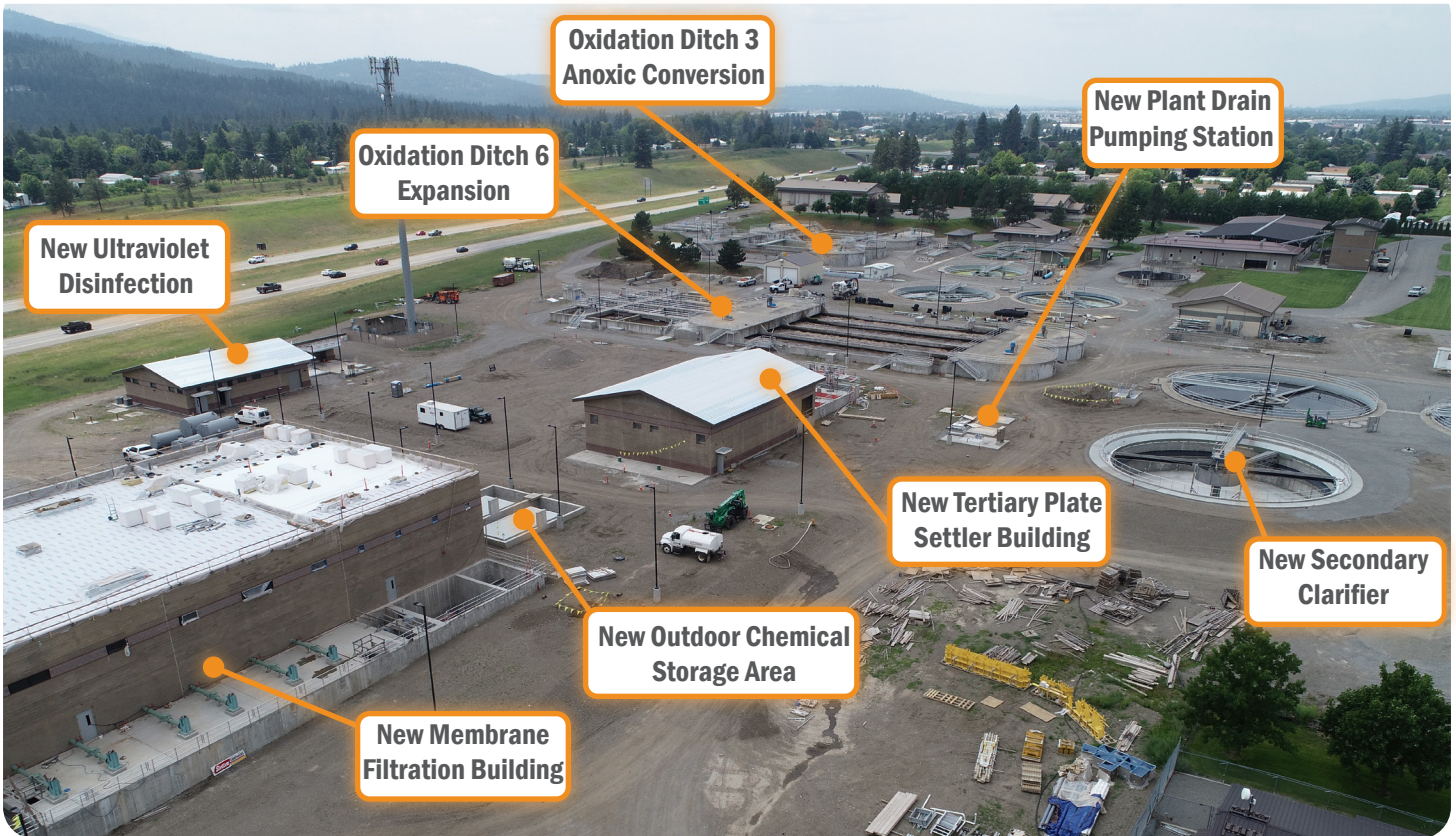 Oxidation Ditch 3
Anoxic Conversion
New Plant Drain
Pumping Station
Oxidation Ditch 6
Expansion
New Ultraviolet
Disinfection
New Tertiary Plate
Settler Building
New Secondary
Clarifier
New Outdoor Chemical
Storage Area
New Membrane
Filtration Building